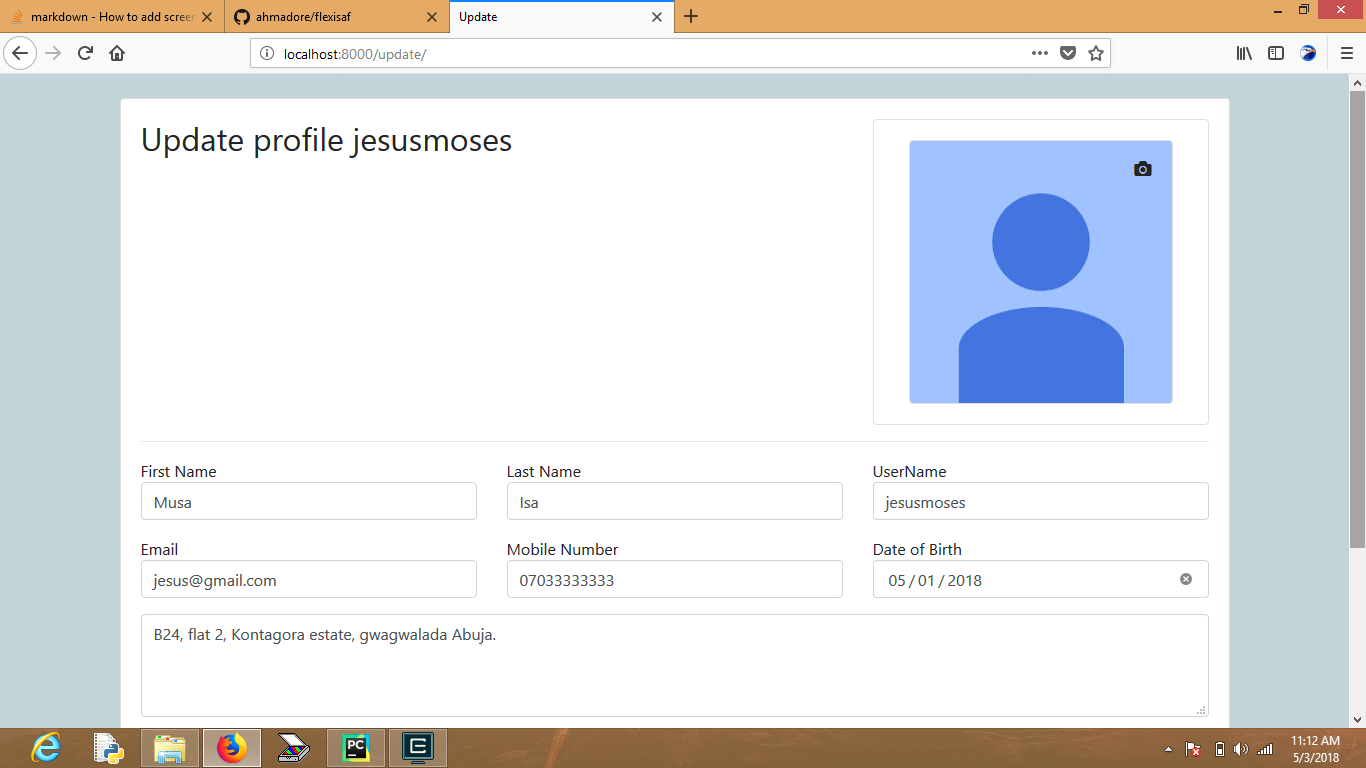 markdown - How to add screen
ahmadore/flexisaf
Update
localhost:8000/update/
Update profile jesusmoses
First Name
Last Name
UserName
Musa
Isa
jesusmoses
Email
Mobile Number
Date of Birth
jesus@gmail.com
07033333333
05 / 01 / 2018
B24, flat 2, Kontagora estate, gwagwalada Abuja.
PC
11:12 AM
5/3/2018